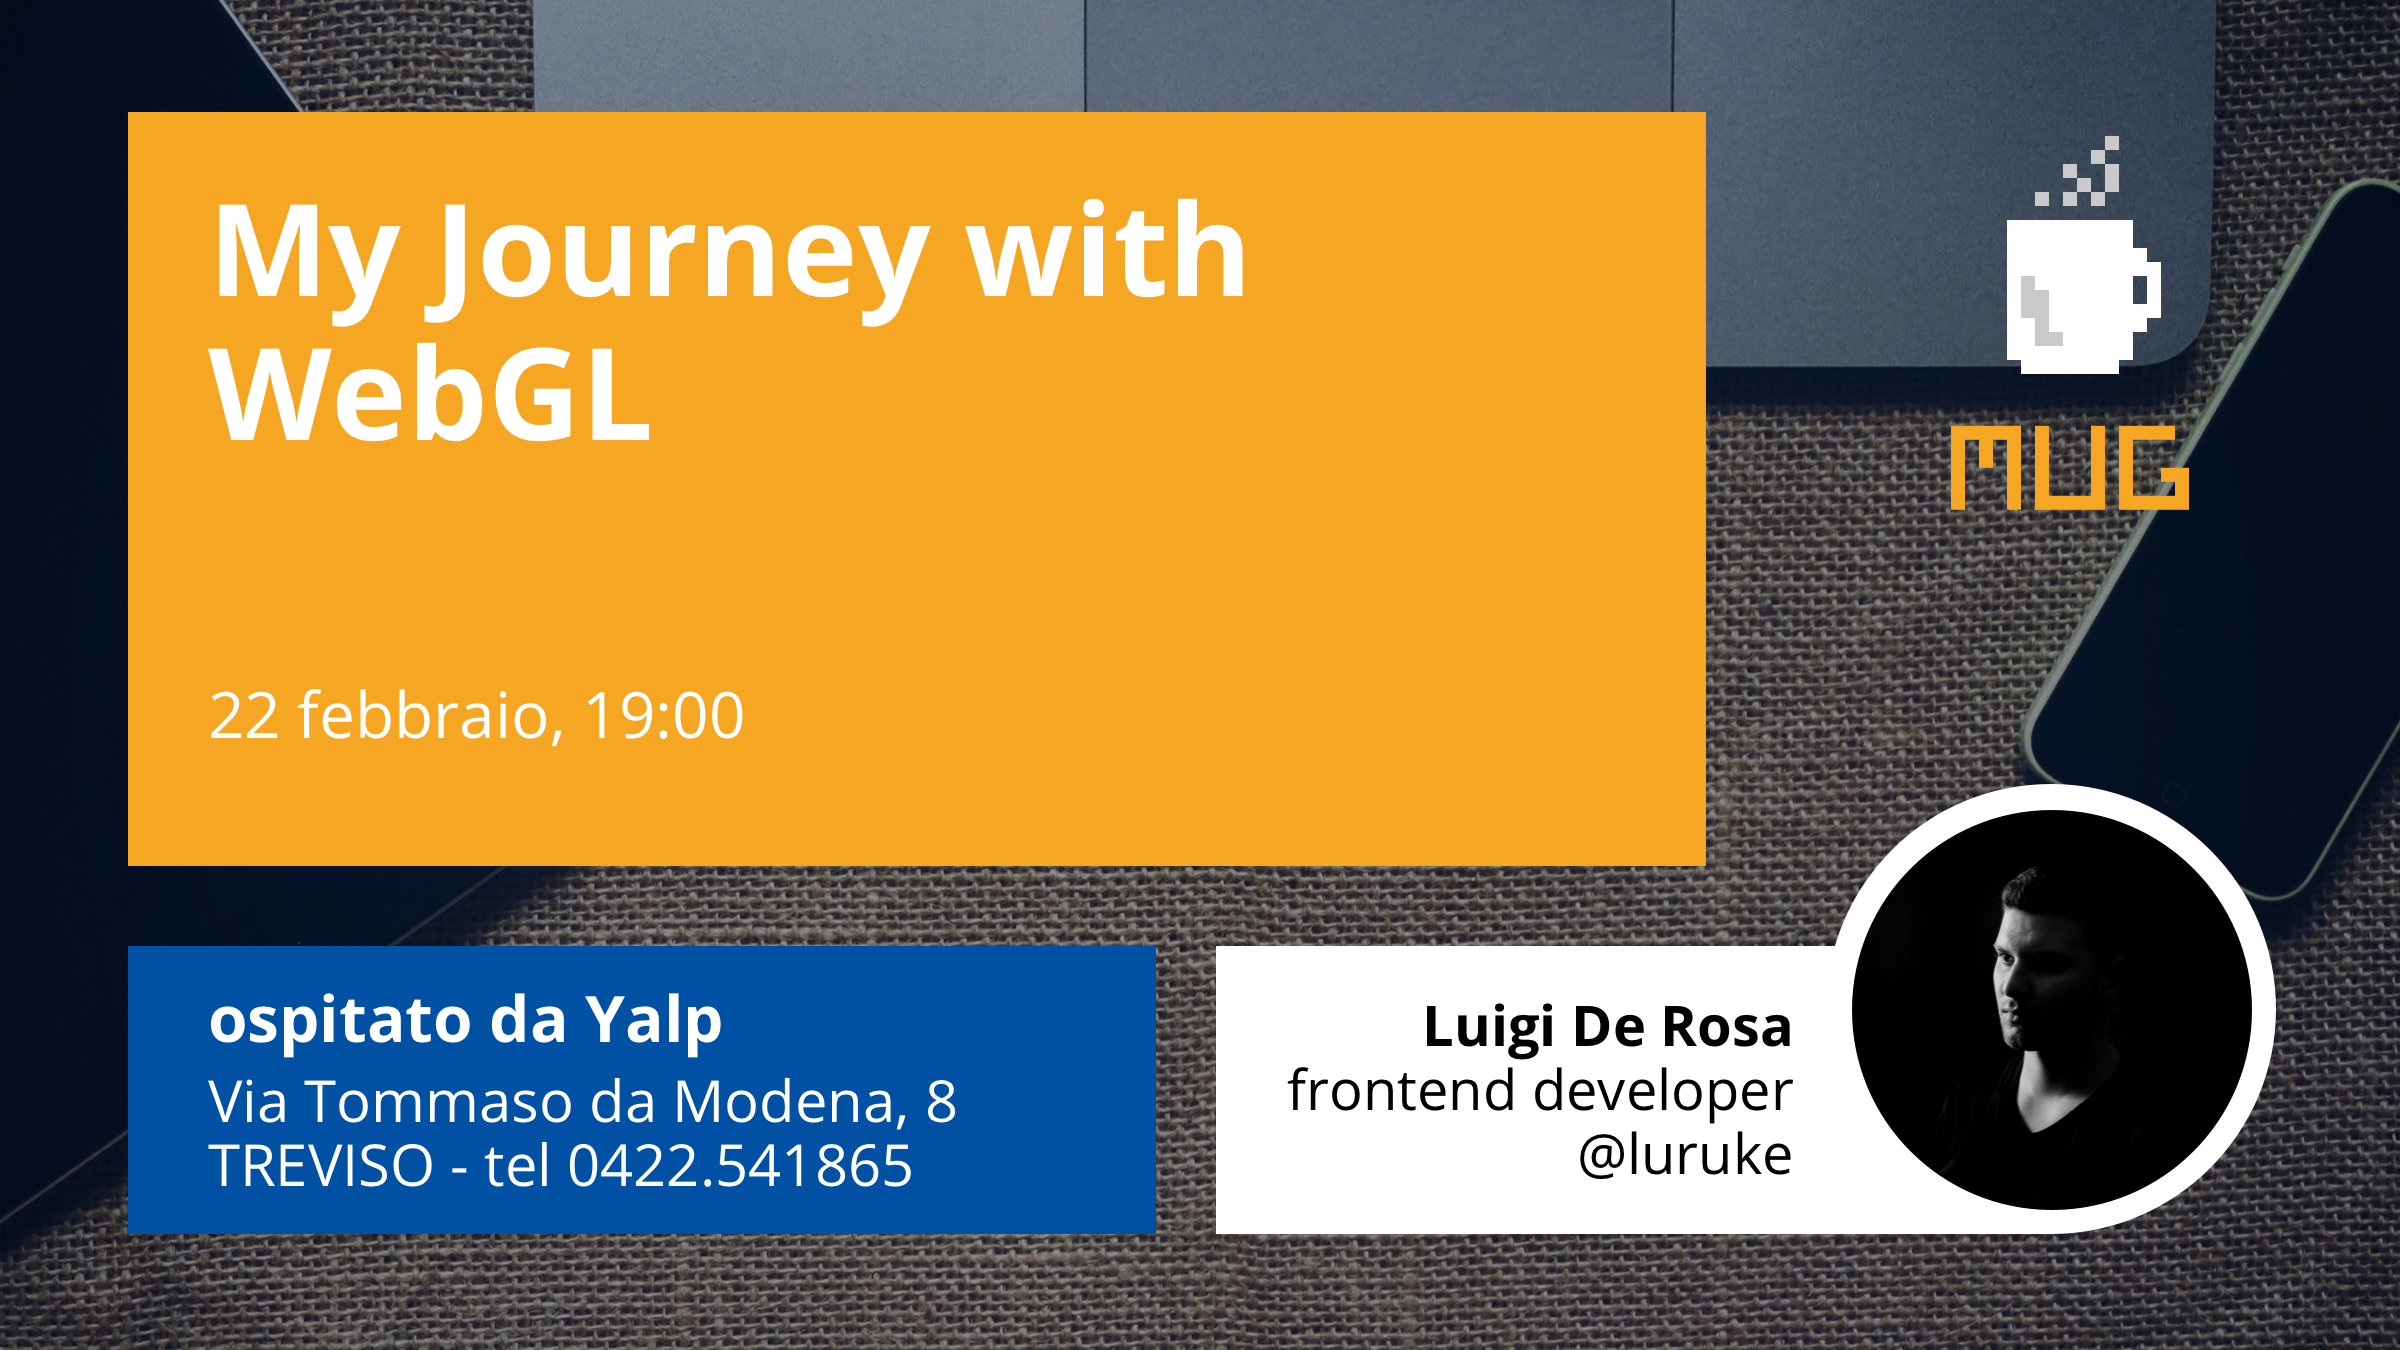 My Journey with
WebGL
22 febbraio, 19:00
MUG
ospitato da Yalp
Via Tommaso da Modena, 8
TREVISO - tel 0422.541865
Luigi De Rosa
frontend developer
@luruke